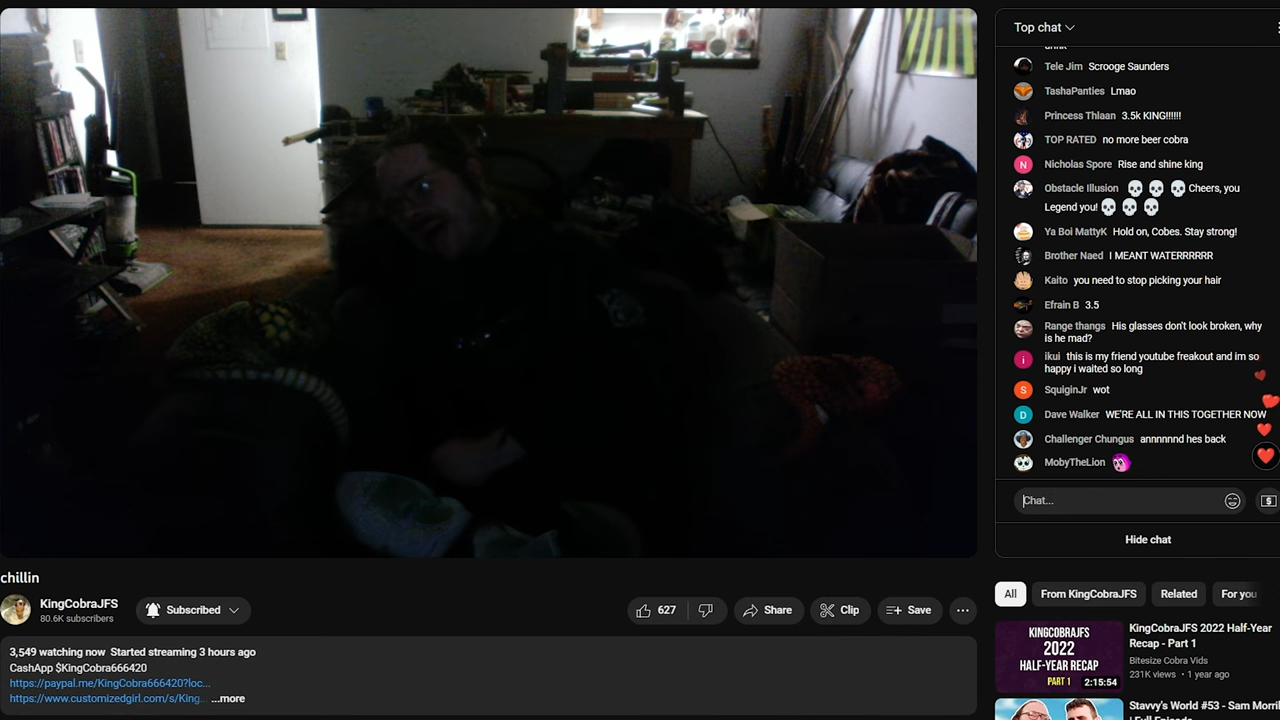 Top chat
Tele Jim Scrooge Saunders
TashaPanties Lmao
Princess Thlaan 3.5k KING!!!!!!
TOP RATED no more beer cobra
N
Nicholas Spore Rise and shine king
Obstacle Illusion 💀 💀 💀 Cheers, you
Legend you! 💀 💀 💀
Ya Boi MattyK Hold on, Cobes. Stay strong!
Brother Naed I MEANT WATERRRRRR
Kaito you need to stop picking your hair
Efrain B 3.5
Range thangs His glasses don't look broken, why
is he mad?
i
ikui this is my friend youtube freakout and im so
happy i waited so long
S
SquiginJr wot
D
Dave Walker WE'RE ALL IN THIS TOGETHER NOW
Challenger Chungus annnnnnd hes back
MobyTheLion
Chat...
Hide chat
chillin
KingCobraJFS
80.6K subscribers
Subscribed
627
Share
Clip
Save
3,549 watching now Started streaming 3 hours ago
CashApp $KingCobra666420
https://paypal.me/KingCobra666420?loc...
https://www.customizedgirl.com/s/King... ...more
All
From KingCobraJFS
Related
For you
KINGCOBRAJFS
2022
HALF-YEAR RECAP
PART 1
2:15:54
KingCobraJFS 2022 Half-Year
Recap - Part 1
Bitesize Cobra Vids
231K views • 1 year ago
Stavvy's World #53 - Sam Morri